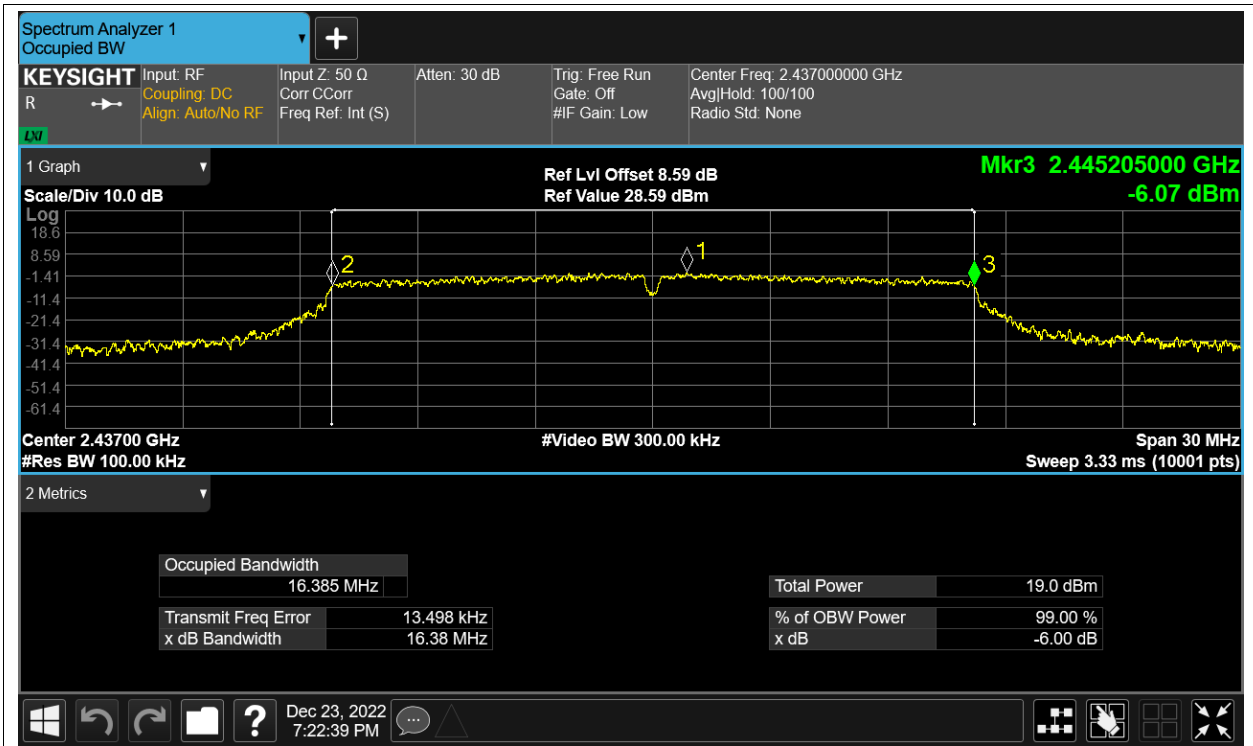 Spectrum Analyzer 1
Occupied BW
KEYSIGHT
R
LXI
Input: RF
Coupling: DC
Align: Auto/No RF
Input Z: 50 Ω
Corr CCorr
Freq Ref: Int (S)
Atten: 30 dB
Trig: Free Run
Gate: Off
#IF Gain: Low
Center Freq: 2.437000000 GHz
Avg|Hold: 100/100
Radio Std: None
1 Graph
Scale/Div 10.0 dB
Ref Lvl Offset 8.59 dB
Ref Value 28.59 dBm
Mkr3 2.445205000 GHz
-6.07 dBm
Log
18.6
8.59
-1.41
-11.4
-21.4
-31.4
-41.4
-51.4
-61.4
2
1
3
Center 2.43700 GHz
#Res BW 100.00 kHz
#Video BW 300.00 kHz
Span 30 MHz
Sweep 3.33 ms (10001 pts)
2 Metrics
Occupied Bandwidth
16.385 MHz
Transmit Freq Error 13.498 kHz
x dB Bandwidth 16.38 MHz
Total Power 19.0 dBm
% of OBW Power 99.00 %
x dB -6.00 dB
?
Dec 23, 2022
7:22:39 PM